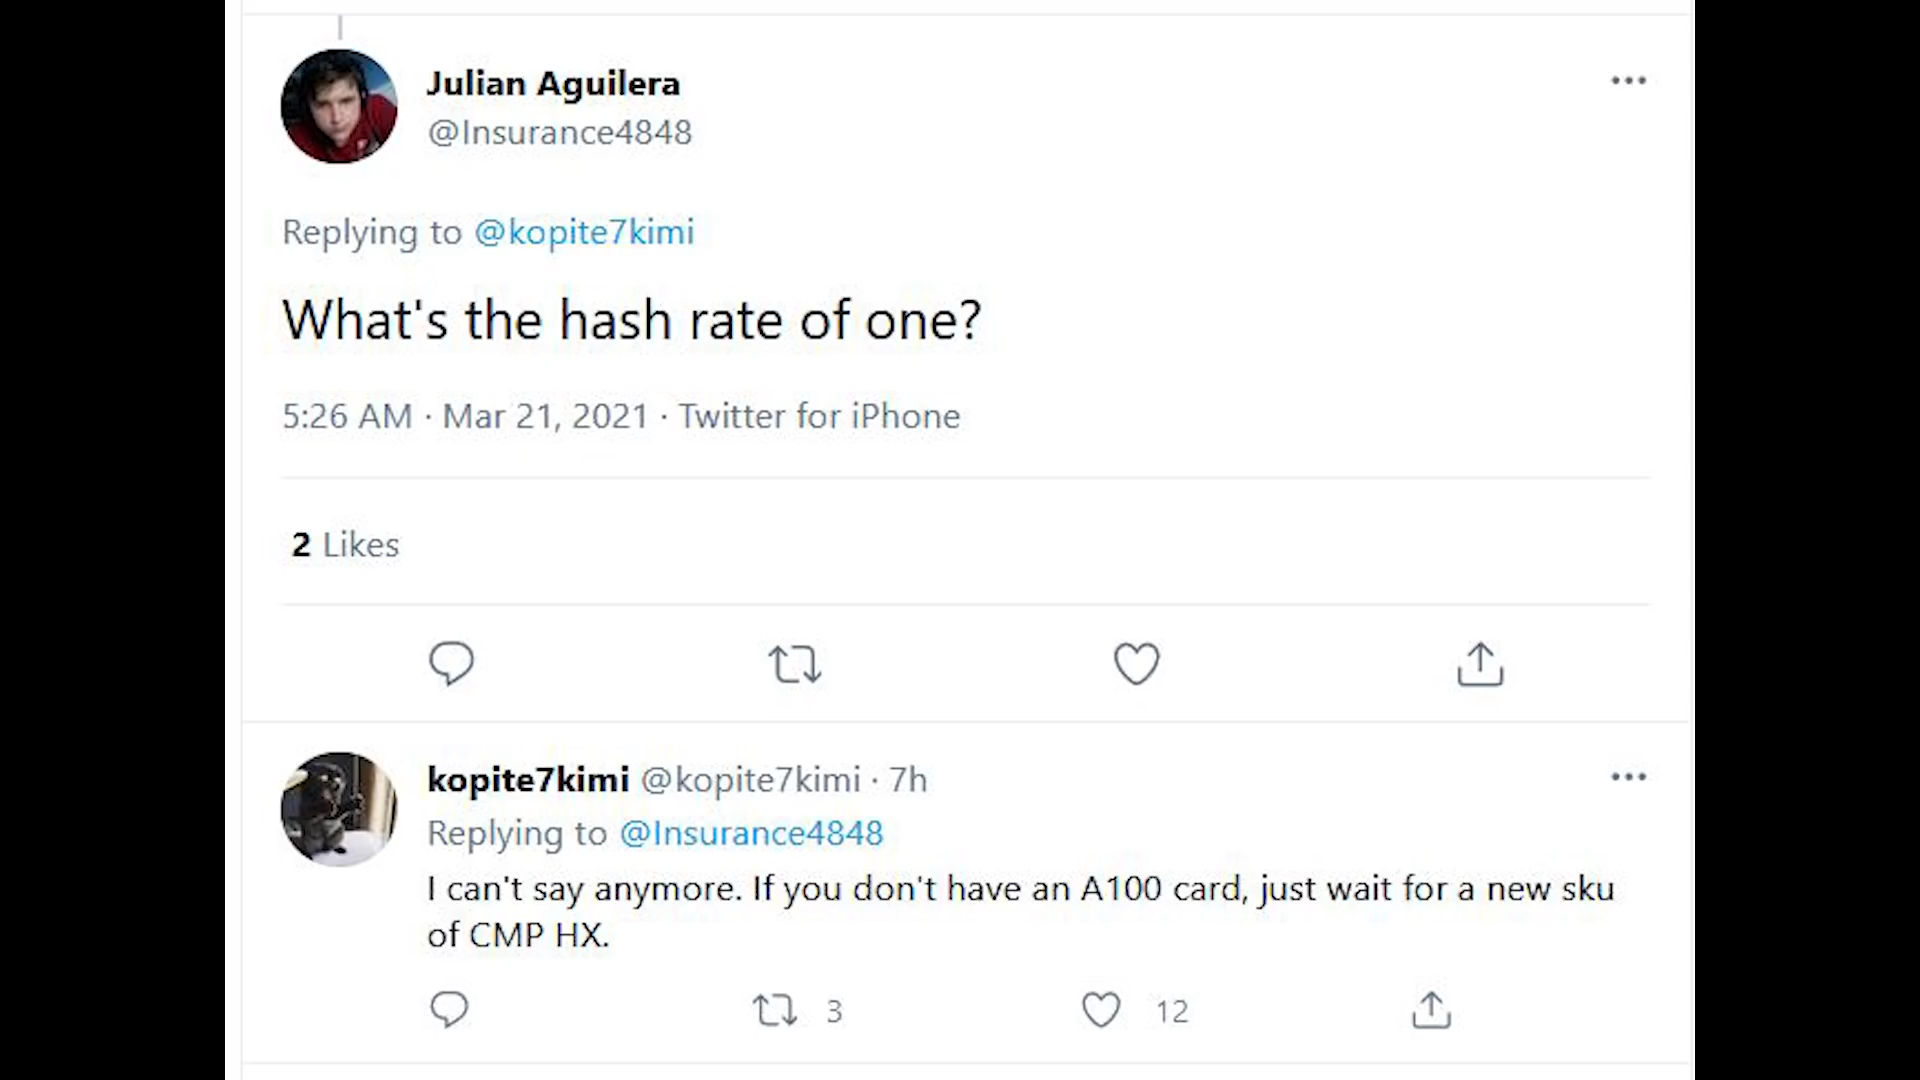 Julian Aguilera
@Insurance4848
Replying to @kopite7kimi
What's the hash rate of one?
5:26 AM · Mar 21, 2021 · Twitter for iPhone
2 Likes
kopite7kimi @kopite7kimi · 7h
Replying to @Insurance4848
I can't say anymore. If you don't have an A100 card, just wait for a new sku
of CMP HX.
3 12